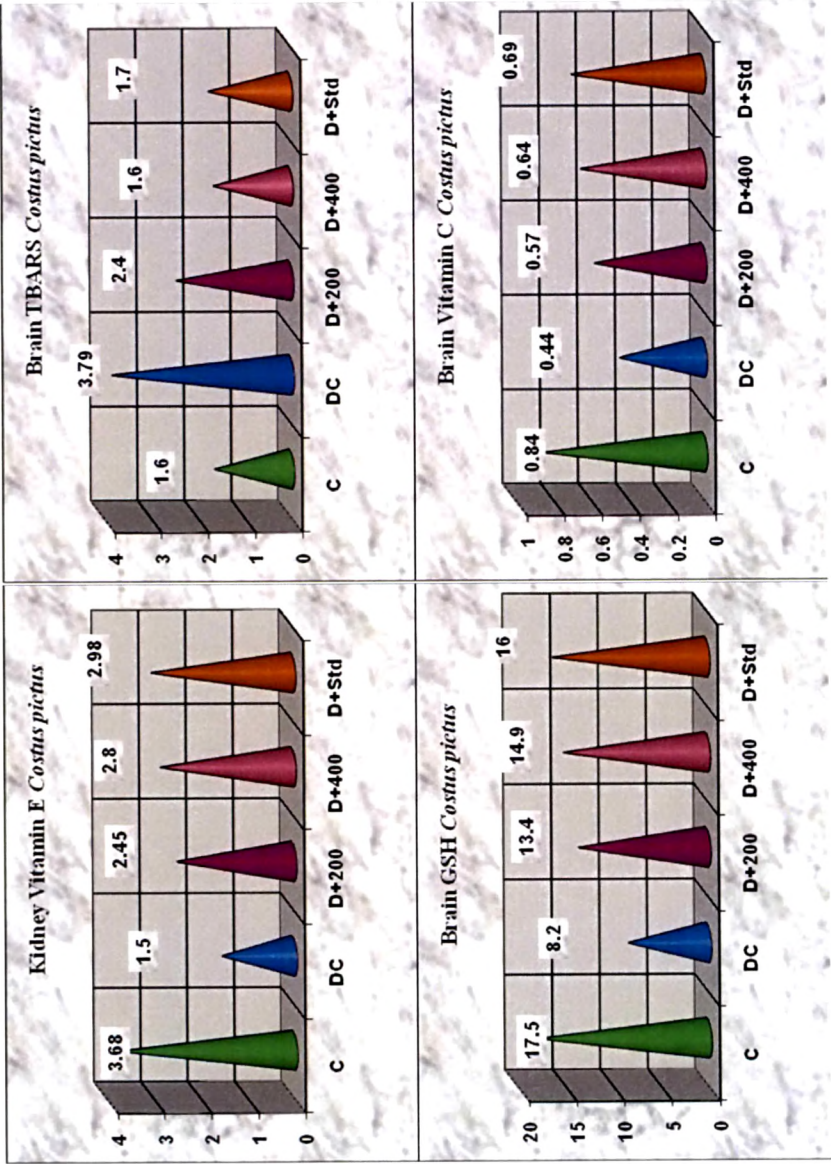 Kidney Vitamin E Costus pictus
3.68
1.5
2.45
2.8
2.98
4
3
2
1
0
C
DC
D+200
D+400
D+Std
Brain TBARS Costus pictus
1.6
3.79
2.4
1.6
1.7
4
3
2
1
0
C
DC
D+200
D+400
D+Std
Brain GSH Costus pictus
17.5
8.2
13.4
14.9
16
20
15
10
5
0
C
DC
D+200
D+400
D+Std
Brain Vitamin C Costus pictus
0.84
0.44
0.57
0.64
0.69
1
0.8
0.6
0.4
0.2
0
C
DC
D+200
D+400
D+Std